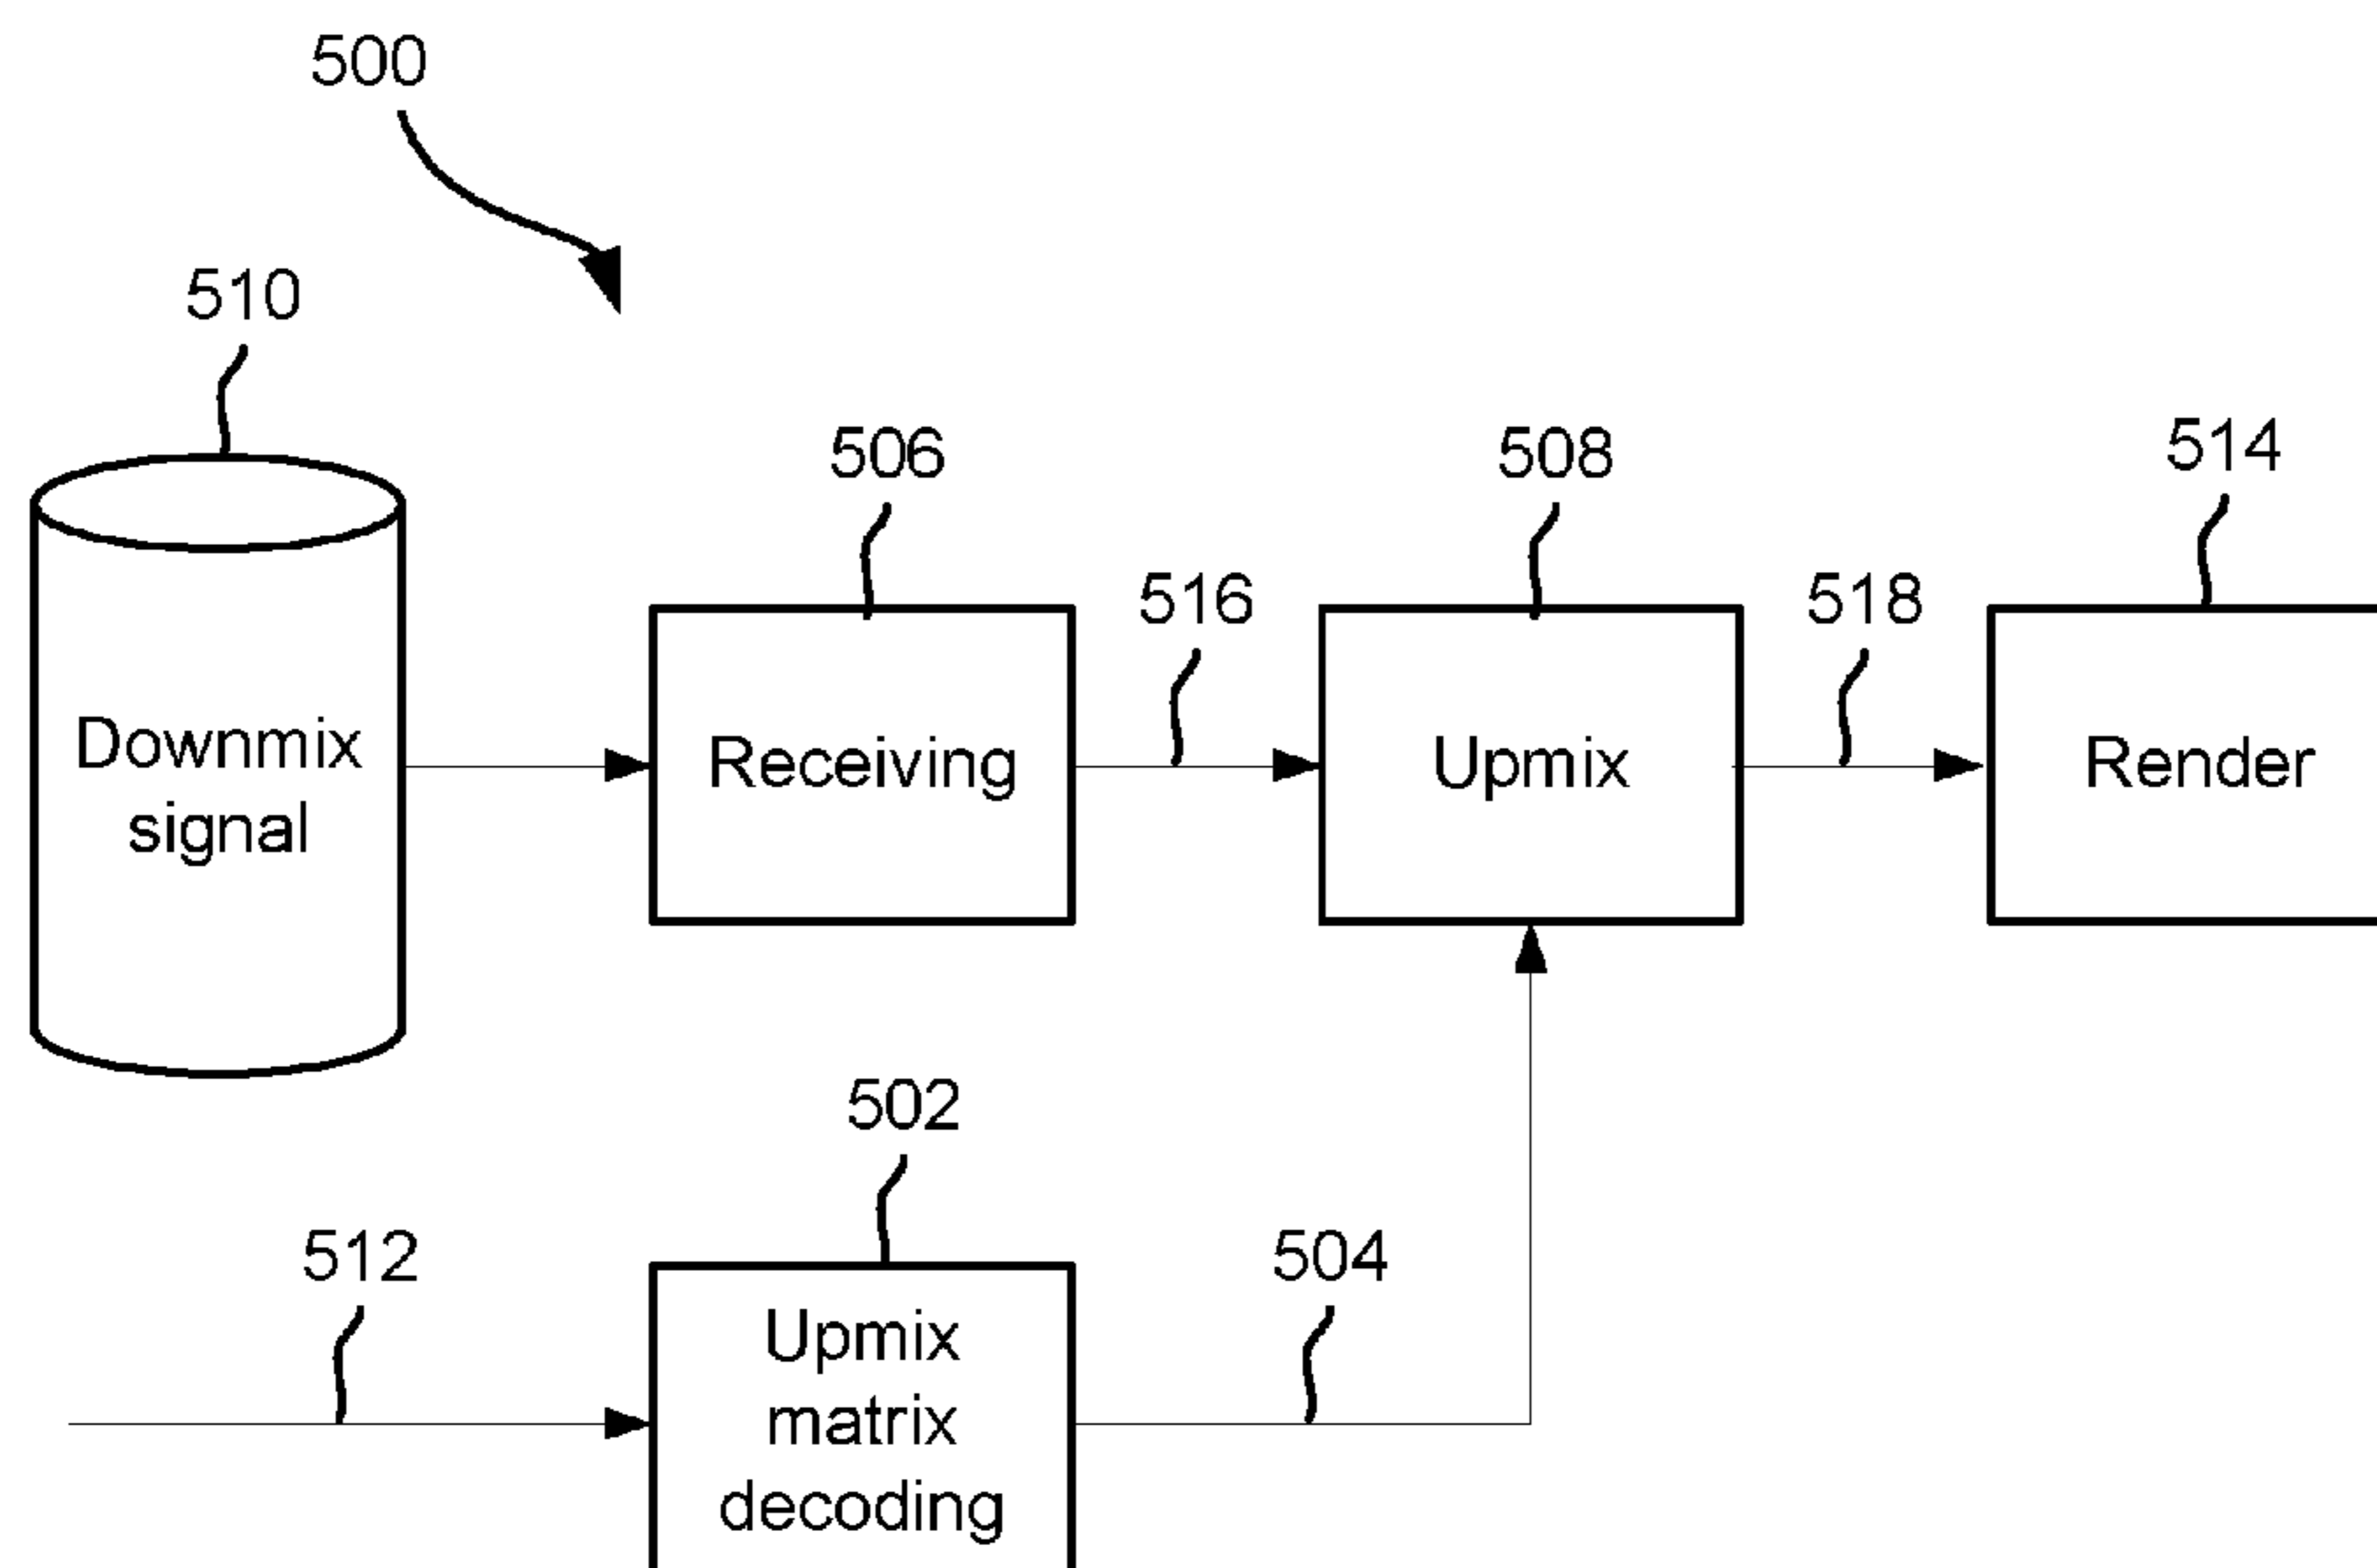 500
510
506
508
514
516
518
Downmix
signal
Receiving
Upmix
Render
502
512
504
Upmix
matrix
decoding